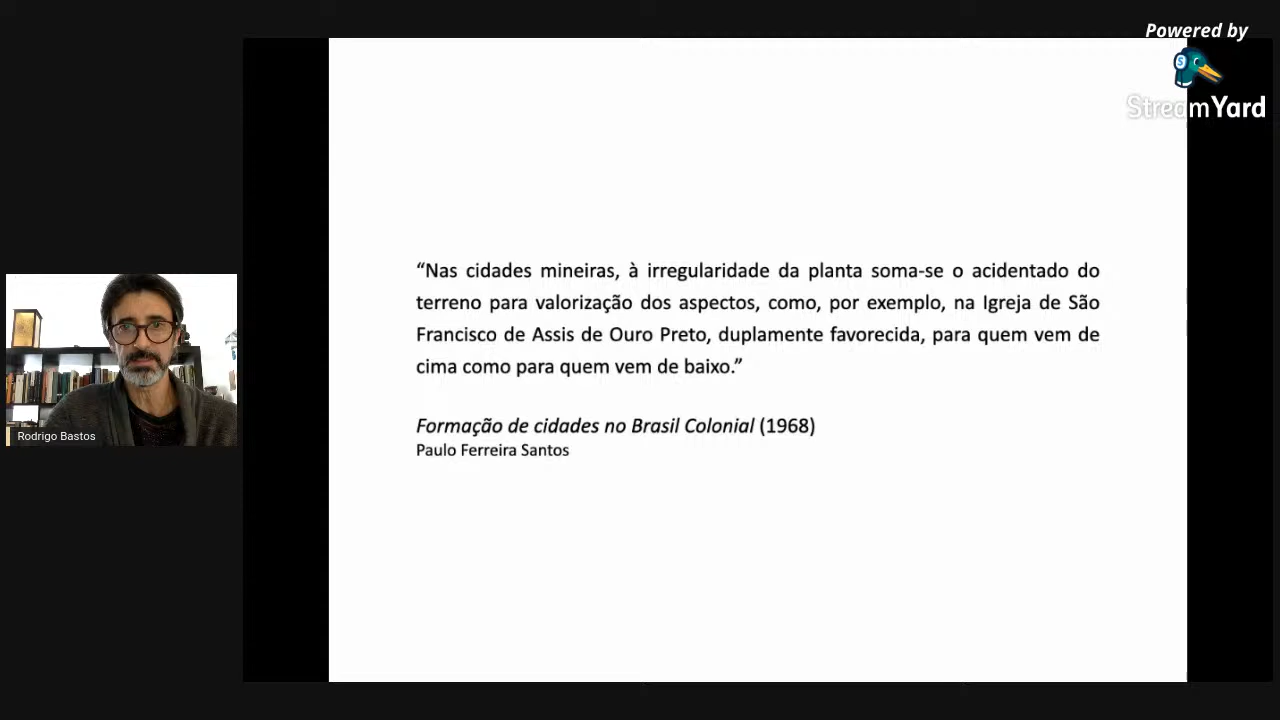 Powered by
StreamYard
“Nas cidades mineiras, à irregularidade da planta soma-se o acidentado do
terreno para valorização dos aspectos, como, por exemplo, na Igreja de São
Francisco de Assis de Ouro Preto, duplamente favorecida, para quem vem de
cima como para quem vem de baixo.”
Formação de cidades no Brasil Colonial (1968)
Paulo Ferreira Santos
Rodrigo Bastos